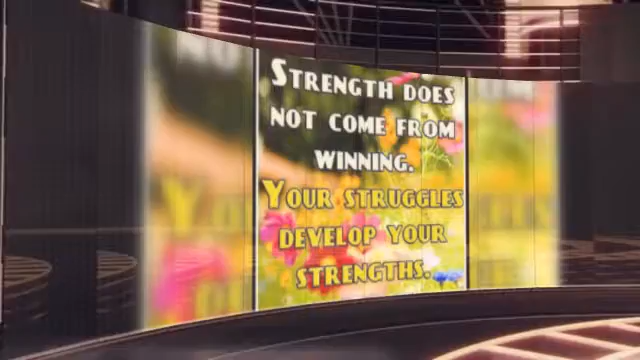 Strength does
not come from
winning.
Your struggles
develop your
strengths.